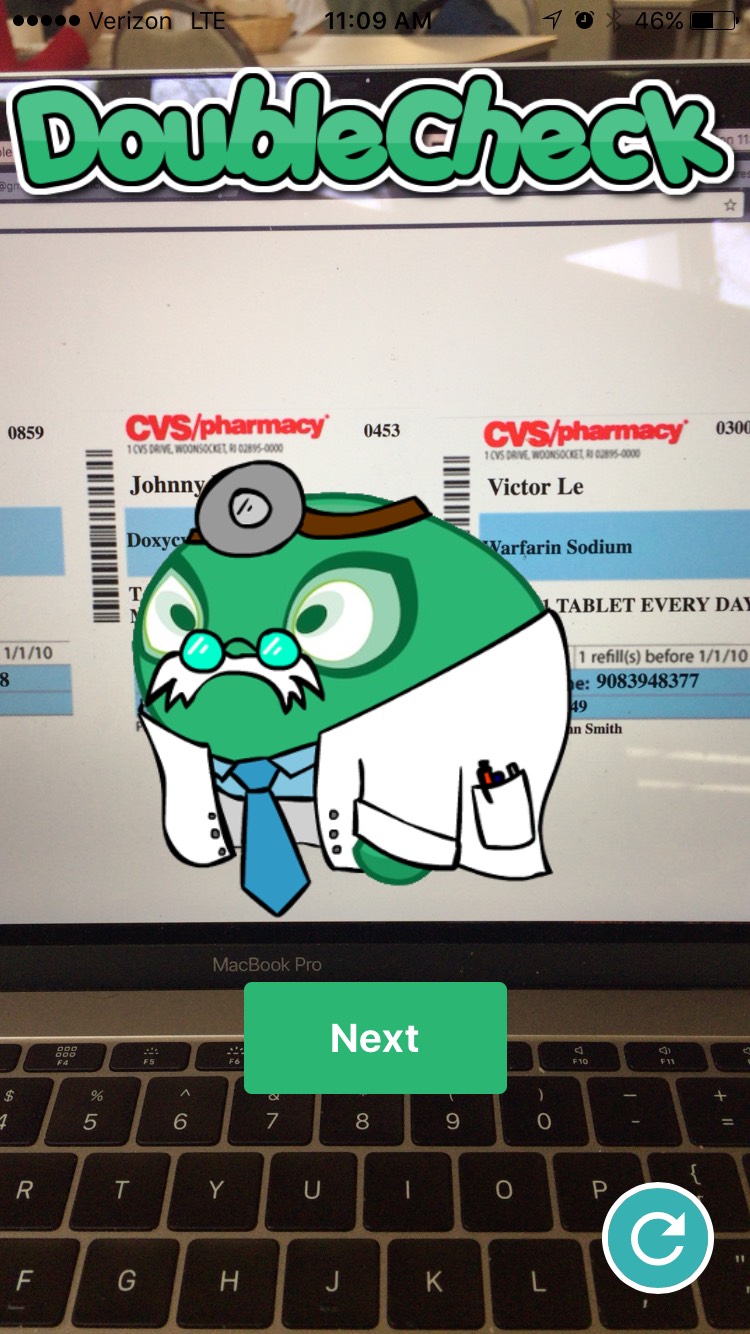 Verizon LTE 11:09 AM 46%
DoubleCheck
0859
CVS/pharmacy
0453
CVS/pharmacy
0300
1 CVS DRIVE, WOONSOCKET, RI 02895-0000
1 CVS DRIVE, WOONSOCKET, RI 02895-0000
Johnny
Victor Le
Doxyc
Warfarin Sodium
1 TABLET EVERY DAY
1/1/10
1 refill(s) before 1/1/10
8
9083948377
49
Smith
MacBook Pro
Next
F4 F5 F6 F10 F11
$ % ^ & ( ) — +
4 5 6 7 8 9 0 - =
R T Y U I O P {
F G H J K L "